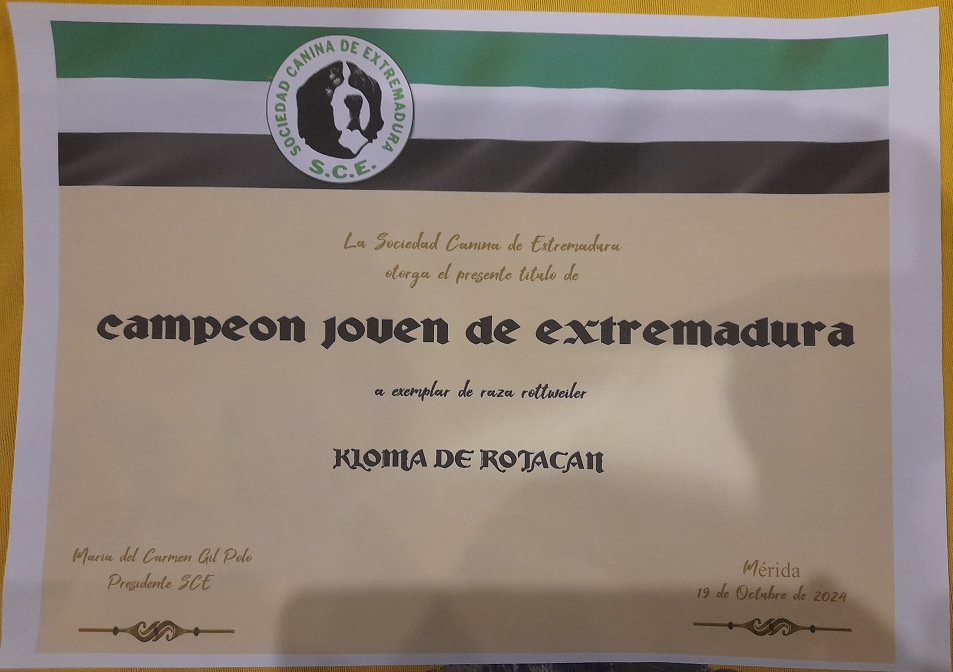 SOCIEDAD CANINA DE EXTREMADURA
S.C.E.
La Sociedad Canina de Extremadura
otorga el presente titulo de
campeon joven de extremadura
a exemplar de raza rottweiler
KLOMA DE ROTACAN
Maria del Carmen Gil Polo
Presidente SCE
Mérida
19 de Octubre de 2024